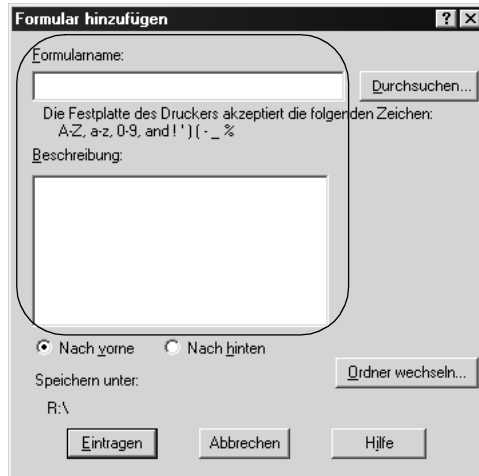 Formular hinzufügen
Formularname:
Durchsuchen...
Die Festplatte des Druckers akzeptiert die folgenden Zeichen:
A-Z, a-z, 0-9, and ! ' ) ( - _ %
Beschreibung:
Nach vorne Nach hinten
Ordner wechseln...
Speichern unter:
R:\
Eintragen Abbrechen Hilfe